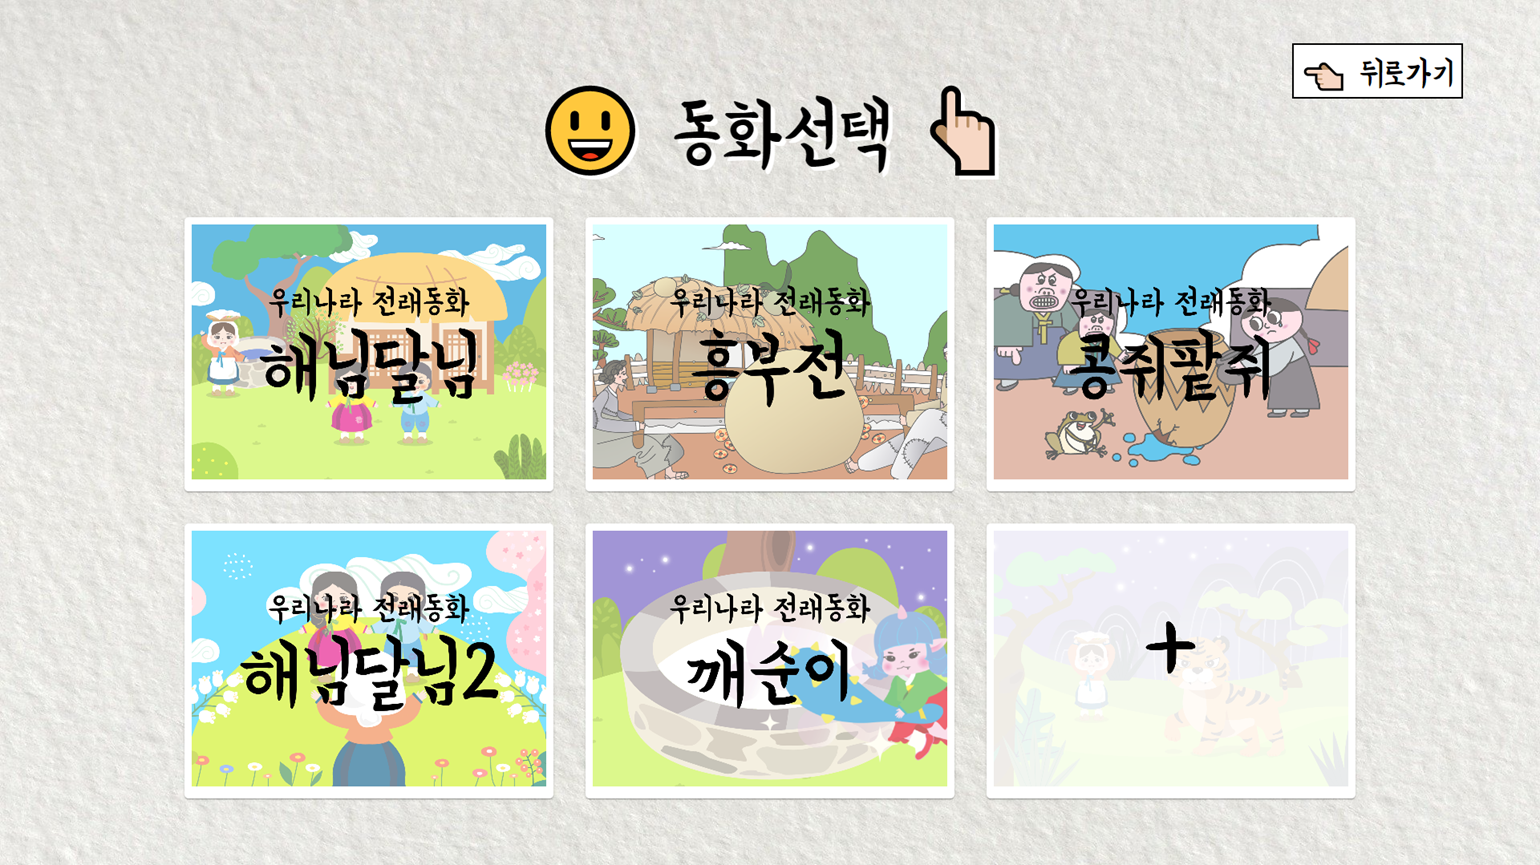 뒤로가기
동화선택
우리나라 전래동화
해님달님
우리나라 전래동화
흥부전
우리나라 전래동화
콩쥐팥쥐
우리나라 전래동화
해님달님2
우리나라 전래동화
깨순이
+